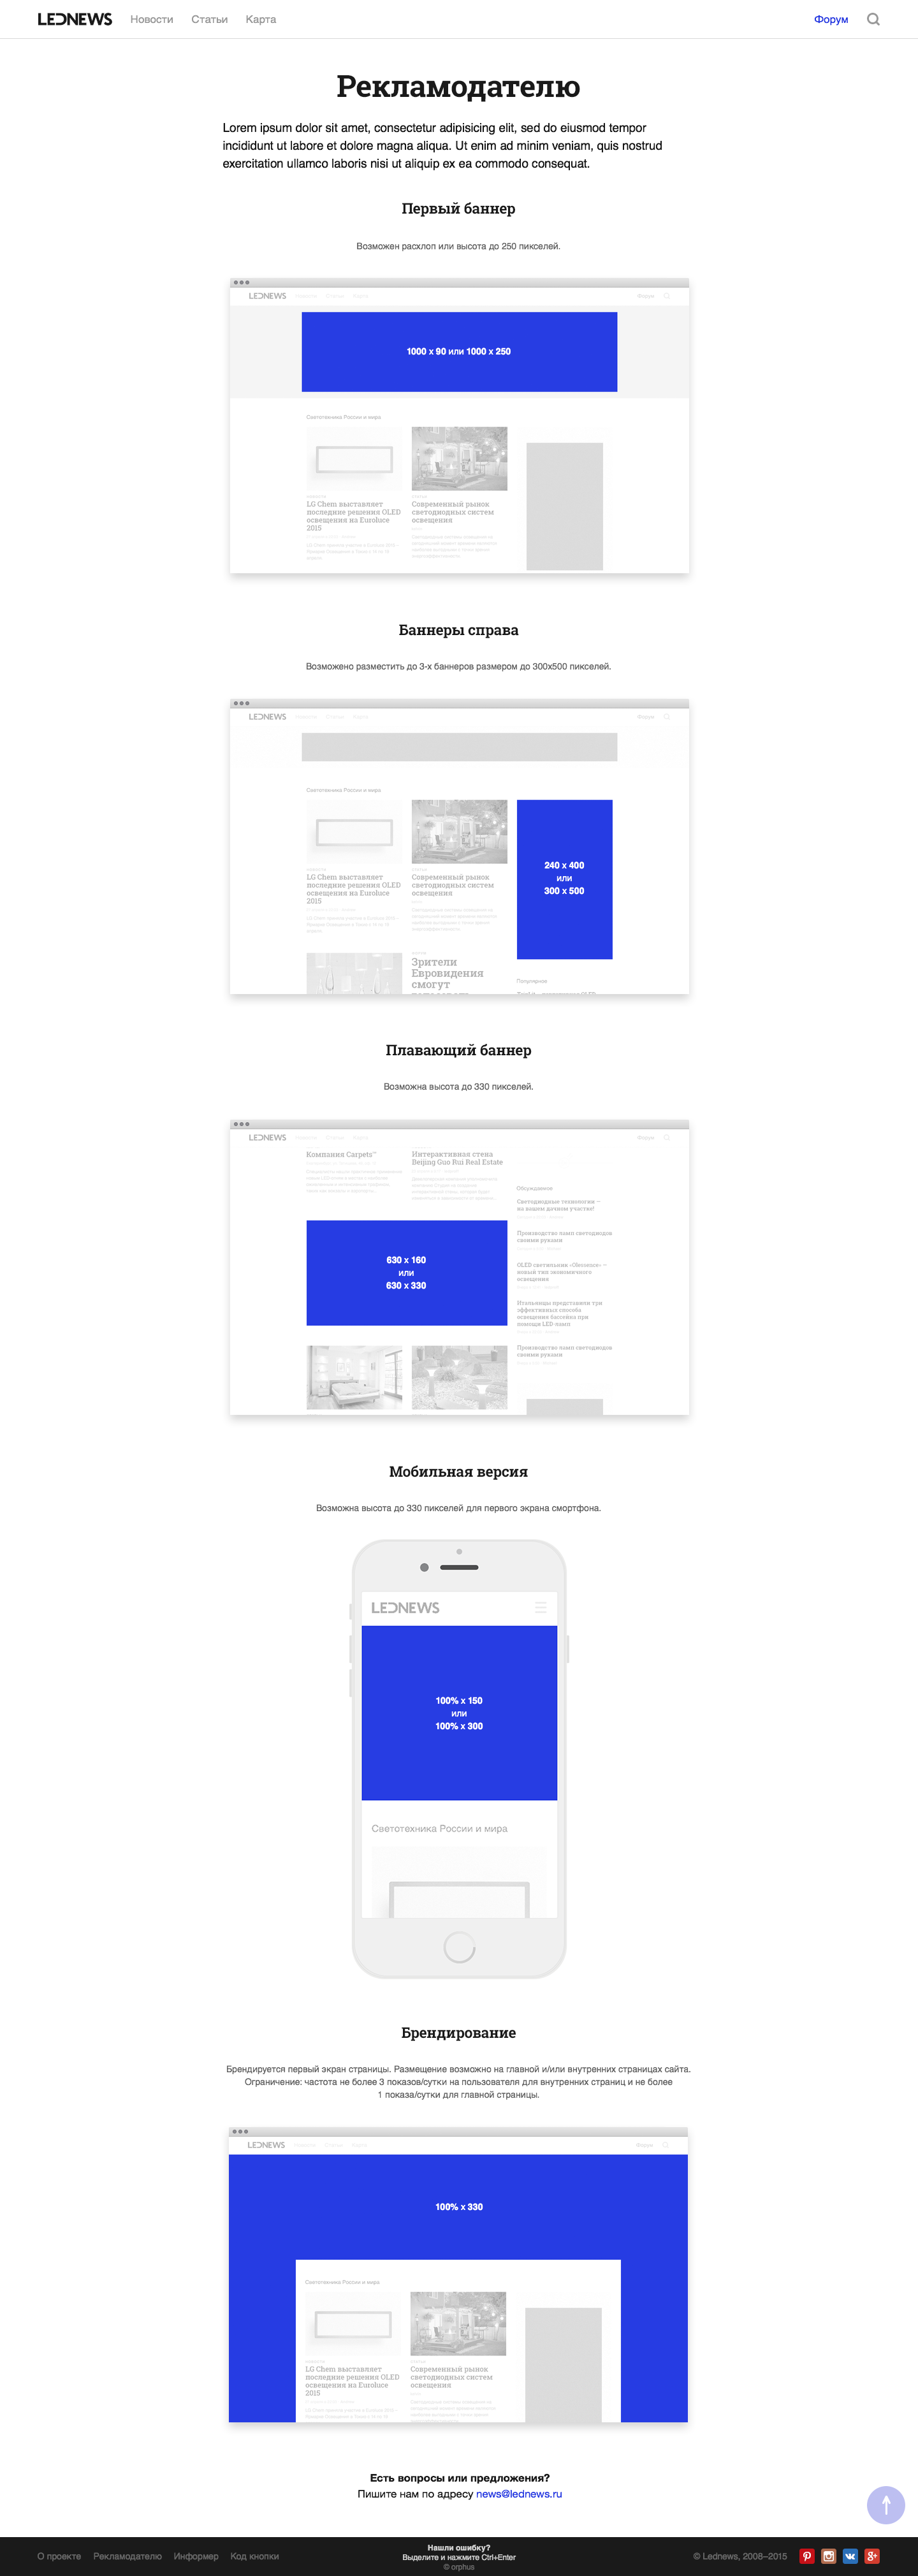 LEDNEWS Новости Статьи Карта Форум
Рекламодателю
Lorem ipsum dolor sit amet, consectetur adipisicing elit, sed do eiusmod tempor
incididunt ut labore et dolore magna aliqua. Ut enim ad minim veniam, quis nostrud
exercitation ullamco laboris nisi ut aliquip ex ea commodo consequat.
Первый баннер
Возможен расхлоп или высота до 250 пикселей.
LEDNEWS Новости Статьи Карта Форум
1000 x 90 или 1000 x 250
Светотехника России и мира
LG Chem выставляет
последние решения OLED
освещения на Euroluce
2015
Современный рынок
светодиодных систем
освещения
Баннеры справа
Возможено разместить до 3-х баннеров размером до 300x500 пикселей.
LEDNEWS Новости Статьи Карта Форум
Светотехника России и мира
LG Chem выставляет
последние решения OLED
освещения на Euroluce
2015
Современный рынок
светодиодных систем
освещения
240 x 400
или
300 x 500
Зрители
Евровидения
смогут
Популярное
Плавающий баннер
Возможна высота до 330 пикселей.
LEDNEWS Новости Статьи Карта Форум
Компания Carpets™
Интерактивная стена
Beijing Guo Rui Real Estate
630 x 160
или
630 x 330
Обсуждаемое
Светодиодные технологии –
на вашем дачном участке!
Производство ламп светодиодов
своими руками
OLED светильник «Olessence» –
новый тип экономичного
освещения
Итальянцы представили три
эффективных способа
освещения бассейна при
помощи LED-ламп
Производство ламп светодиодов
своими руками
Мобильная версия
Возможна высота до 330 пикселей для первого экрана смартфона.
LEDNEWS
100% x 150
или
100% x 300
Светотехника России и мира
Брендирование
Брендируется первый экран страницы. Размещение возможно на главной и/или внутренних страницах сайта.
Ограничение: частота не более 3 показов/сутки на пользователя для внутренних страниц и не более
1 показа/сутки для главной страницы.
LEDNEWS Новости Статьи Карта Форум
100% x 330
Светотехника России и мира
LG Chem выставляет
последние решения OLED
освещения на Euroluce
2015
Современный рынок
светодиодных систем
освещения
Есть вопросы или предложения?
Пишите нам по адресу news@lednews.ru
О проекте Рекламодателю Информер Код кнопки
Нашли ошибку?
Выделите и нажмите Ctrl+Enter
© orphus
© Lednews, 2008–2015